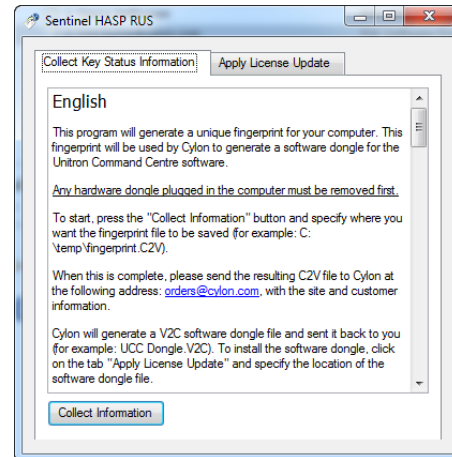 Sentinel HASP RUS
Collect Key Status Information
Apply License Update
English
This program will generate a unique fingerprint for your computer. This
fingerprint will be used by Cylon to generate a software dongle for the
Unitron Command Centre software.
Any hardware dongle plugged in the computer must be removed first.
To start, press the "Collect Information" button and specify where you
want the fingerprint file to be saved (for example: C:
\temp\fingerprint.C2V).
When this is complete, please send the resulting C2V file to Cylon at
the following address: orders@cylon.com, with the site and customer
information.
Cylon will generate a V2C software dongle file and sent it back to you
(for example: UCC Dongle.V2C). To install the software dongle, click
on the tab "Apply License Update" and specify the location of the
software dongle file.
Collect Information